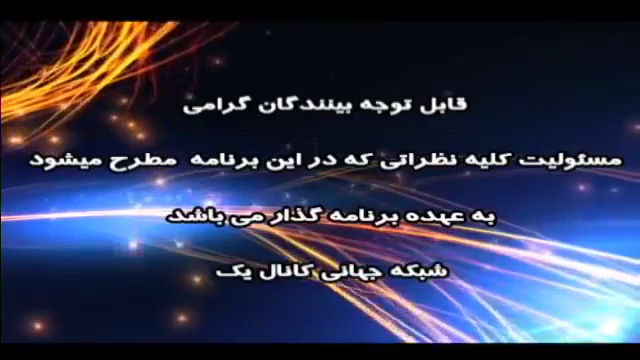 قابل توجه بینندگان گرامی
مسئولیت کلیه نظراتی که در این برنامه مطرح میشود
به عهده برنامه گذار می باشد
شبکه جهانی کانال یک